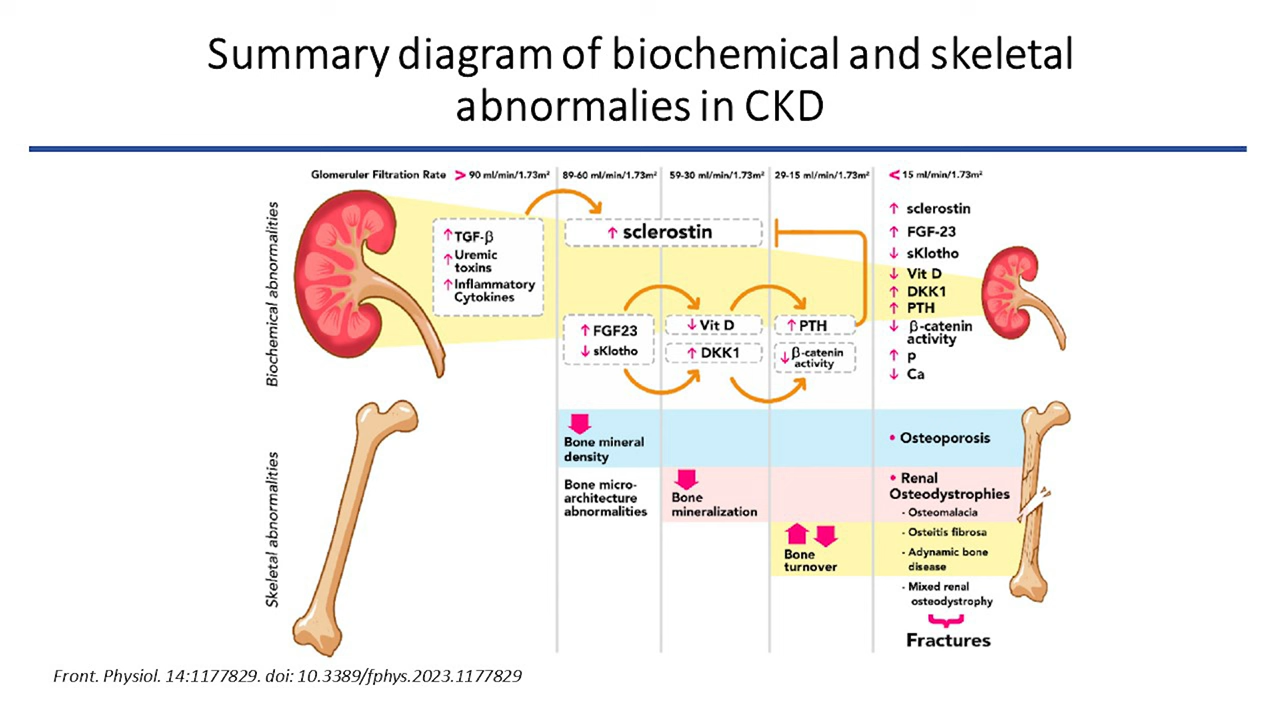 Summary diagram of biochemical and skeletal
abnormalies in CKD
Glomeruler Filtration Rate > 90 ml/min/1.73m² 89-60 ml/min/1.73m² 59-30 ml/min/1.73m² 29-15 ml/min/1.73m² < 15 ml/min/1.73m²
Biochemical abnormalities
↑TGF-β
↑Uremic
toxins
↑Inflammatory
Cytokines
↑ sclerostin
↑ FGF23
↓ sKlotho
↓ Vit D
↑ DKK1
↑ PTH
↓β-catenin
activity
↑ sclerostin
↑ FGF-23
↓ sKlotho
↓ Vit D
↑ DKK1
↑ PTH
↓ β-catenin
activity
↑ P
↓ Ca
Skeletal abnormalities
Bone mineral
density
Bone micro-
architecture
abnormalities
Bone
mineralization
Bone
turnover
• Osteoporosis
• Renal
Osteodystrophies
- Osteomalacia
- Osteitis fibrosa
- Adynamic bone
disease
- Mixed renal
osteodystrophy
Fractures
Front. Physiol. 14:1177829. doi: 10.3389/fphys.2023.1177829